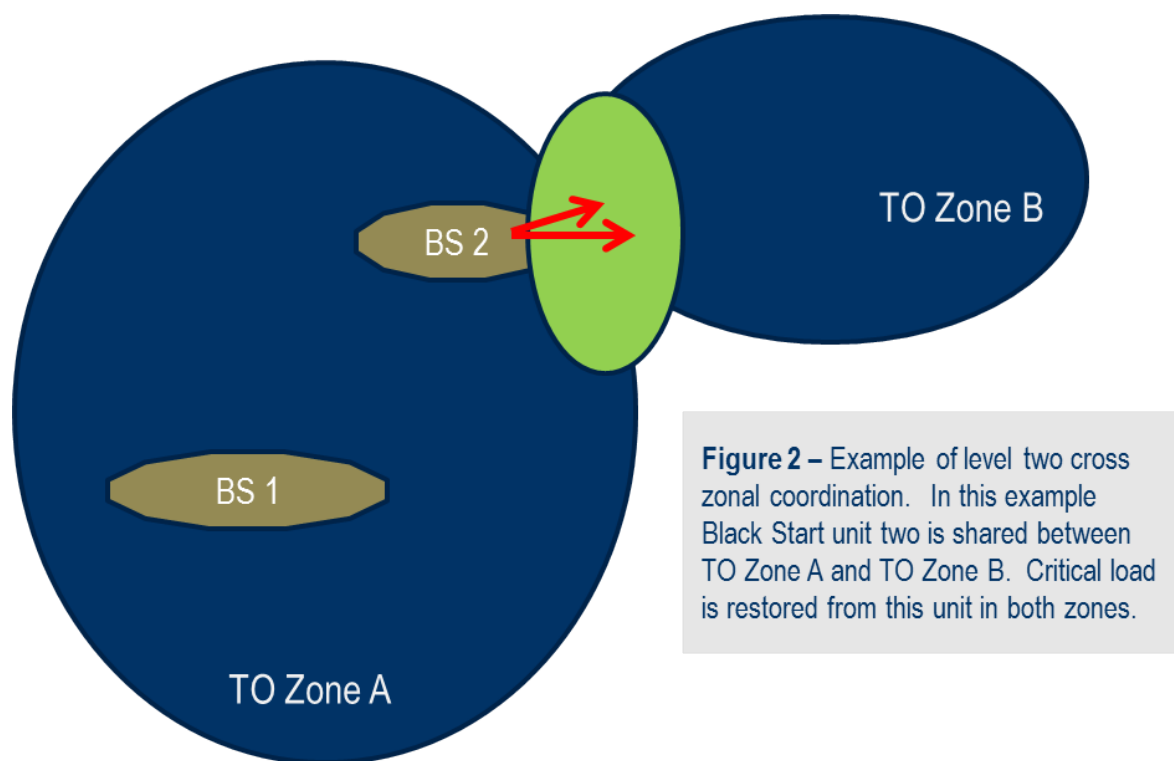 BS 2
TO Zone B
BS 1
TO Zone A
Figure 2 – Example of level two cross
zonal coordination. In this example
Black Start unit two is shared between
TO Zone A and TO Zone B. Critical load
is restored from this unit in both zones.